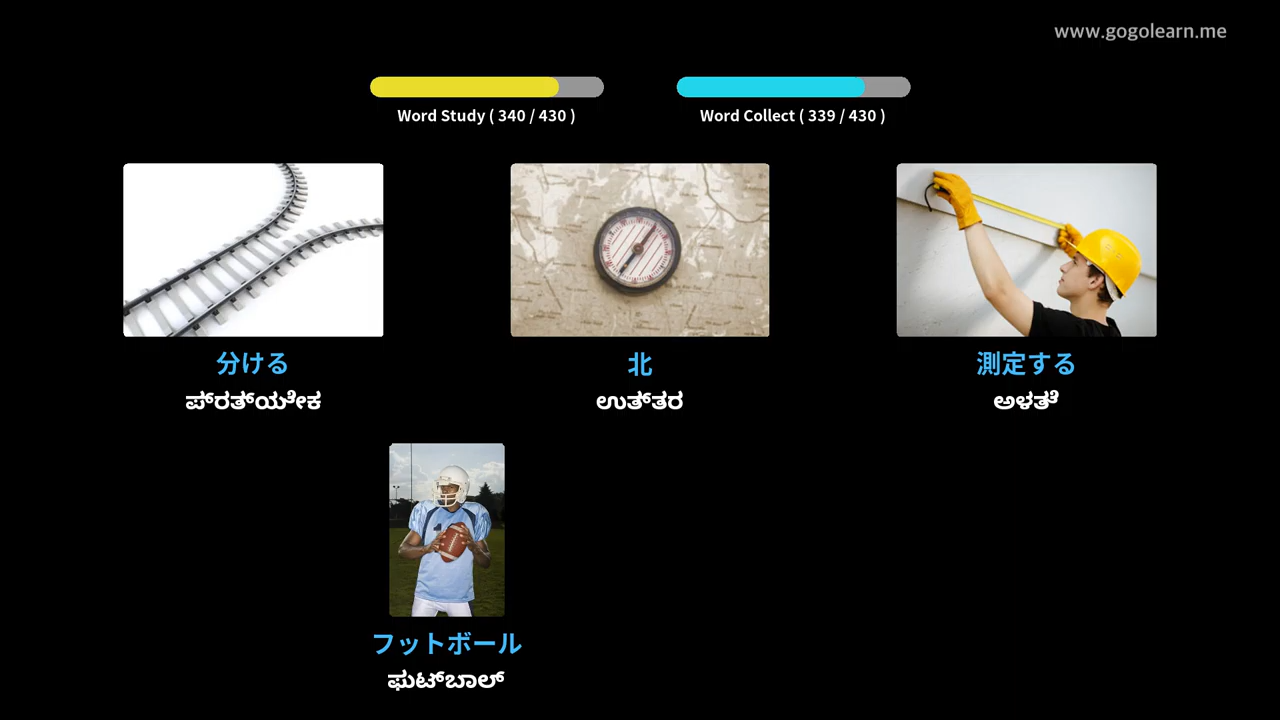 www.gogolearn.me
Word Study ( 340 / 430 )
Word Collect ( 339 / 430 )
分ける
ಪ್ರತ್ಯೇಕ
北
ಉತ್ತರ
測定する
ಅಳತೆ
フットボール
ಫುಟ್ಬಾಲ್